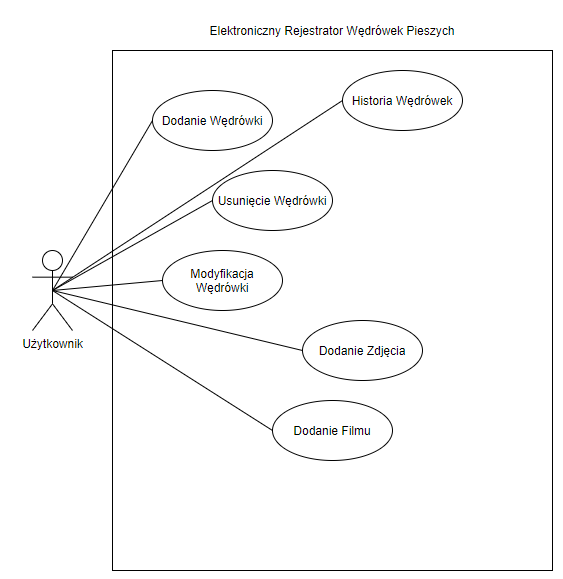 Elektroniczny Rejestrator Wędrówek Pieszych
Historia Wędrówek
Dodanie Wędrówki
Usunięcie Wędrówki
Modyfikacja
Wędrówki
Użytkownik
Dodanie Zdjęcia
Dodanie Filmu